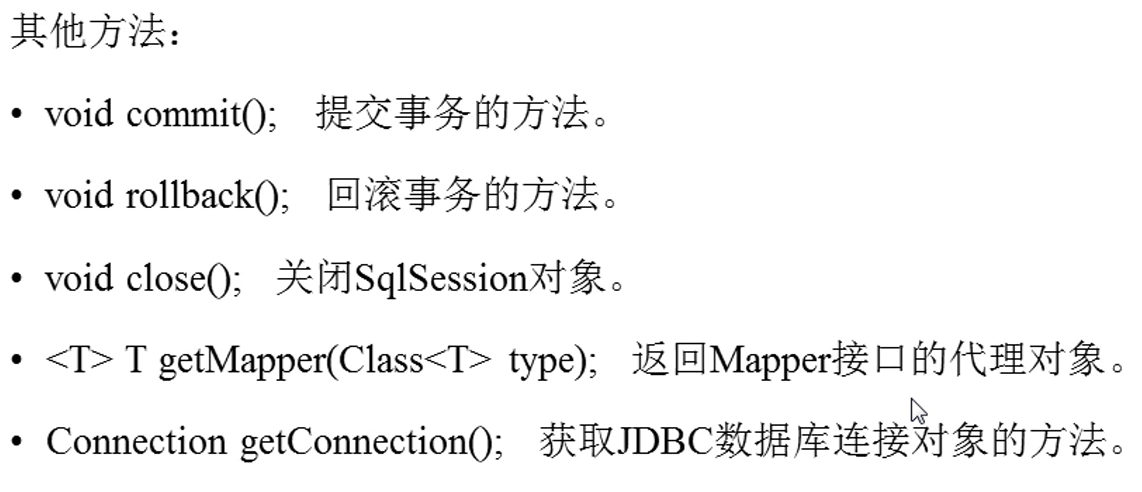 其他方法：
• void commit();   提交事务的方法。
• void rollback();   回滚事务的方法。
• void close();   关闭SqlSession对象。
• <T> T getMapper(Class<T> type);   返回Mapper接口的代理对象。
• Connection getConnection();   获取JDBC数据库连接对象的方法。